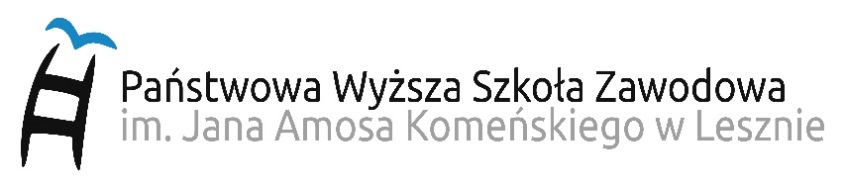 Państwowa Wyższa Szkoła Zawodowa
im. Jana Amosa Komeńskiego w Lesznie